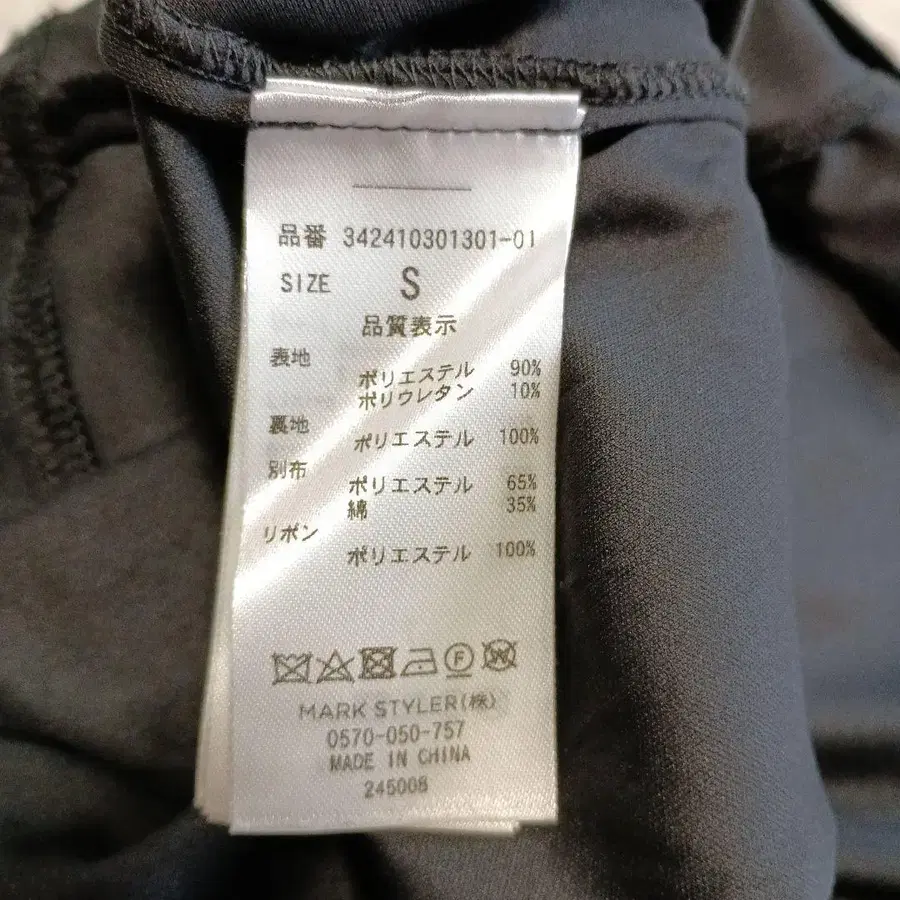 品番 342410301301-01
SIZE S
品質表示
表地
ポリエステル 90%
ポリウレタン 10%
裏地
ポリエステル 100%
別布
ポリエステル 65%
綿 35%
リボン
ポリエステル 100%
F W
MARK STYLER(株)
0570-050-757
MADE IN CHINA
245008